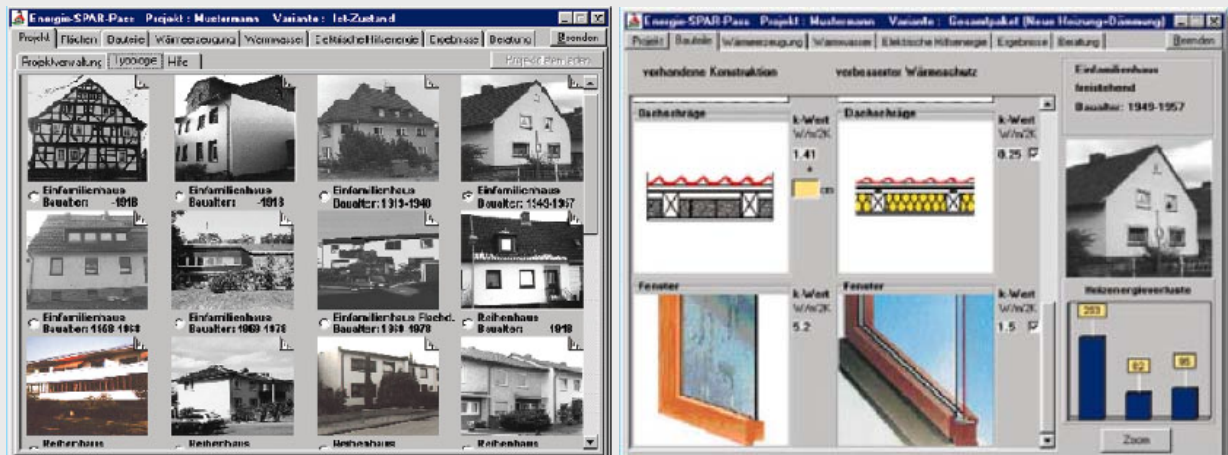 Energie-SPAR-Pass Projekt : Mustermann Variante : Ist-Zustand
Projekt Flächen Bauteile Wärmeerzeugung Warmwasser Elektrische Hilfsenergie Ergebnisse Beratung Beenden
Projektverwaltung Typologie Hilfe Projekt
Einfamilienhaus Einfamilienhaus Einfamilienhaus Einfamilienhaus
Baualter: -1918 Baualter: -1918 Baualter: 1919-1948 Baualter: 1949-1957
Einfamilienhaus Einfamilienhaus Einfamilienhaus Flachd. Reihenhaus
Baualter: 1958-1968 Baualter: 1969-1978 Baualter: 1969-1978 Baualter: -1918
Reihenhaus Reihenhaus Reihenhaus
Energie-SPAR-Pass Projekt : Mustermann Variante : Gesamtpaket (Neue Heizung+Dämmung)
Projekt Bauteile Wärmeerzeugung Warmwasser Elektrische Hilfsenergie Ergebnisse Beratung Beenden
vorhandene Konstruktion verbesserter Wärmeschutz
Dachschräge
k-Wert
W/m2K
1.41
cm
Dachschräge
k-Wert
W/m2K
0.25
Fenster
k-Wert
W/m2K
5.2
Fenster
k-Wert
W/m2K
1.5
Einfamilienhaus
freistehend
Baualter: 1949-1957
Heizenergieverluste
Zoom